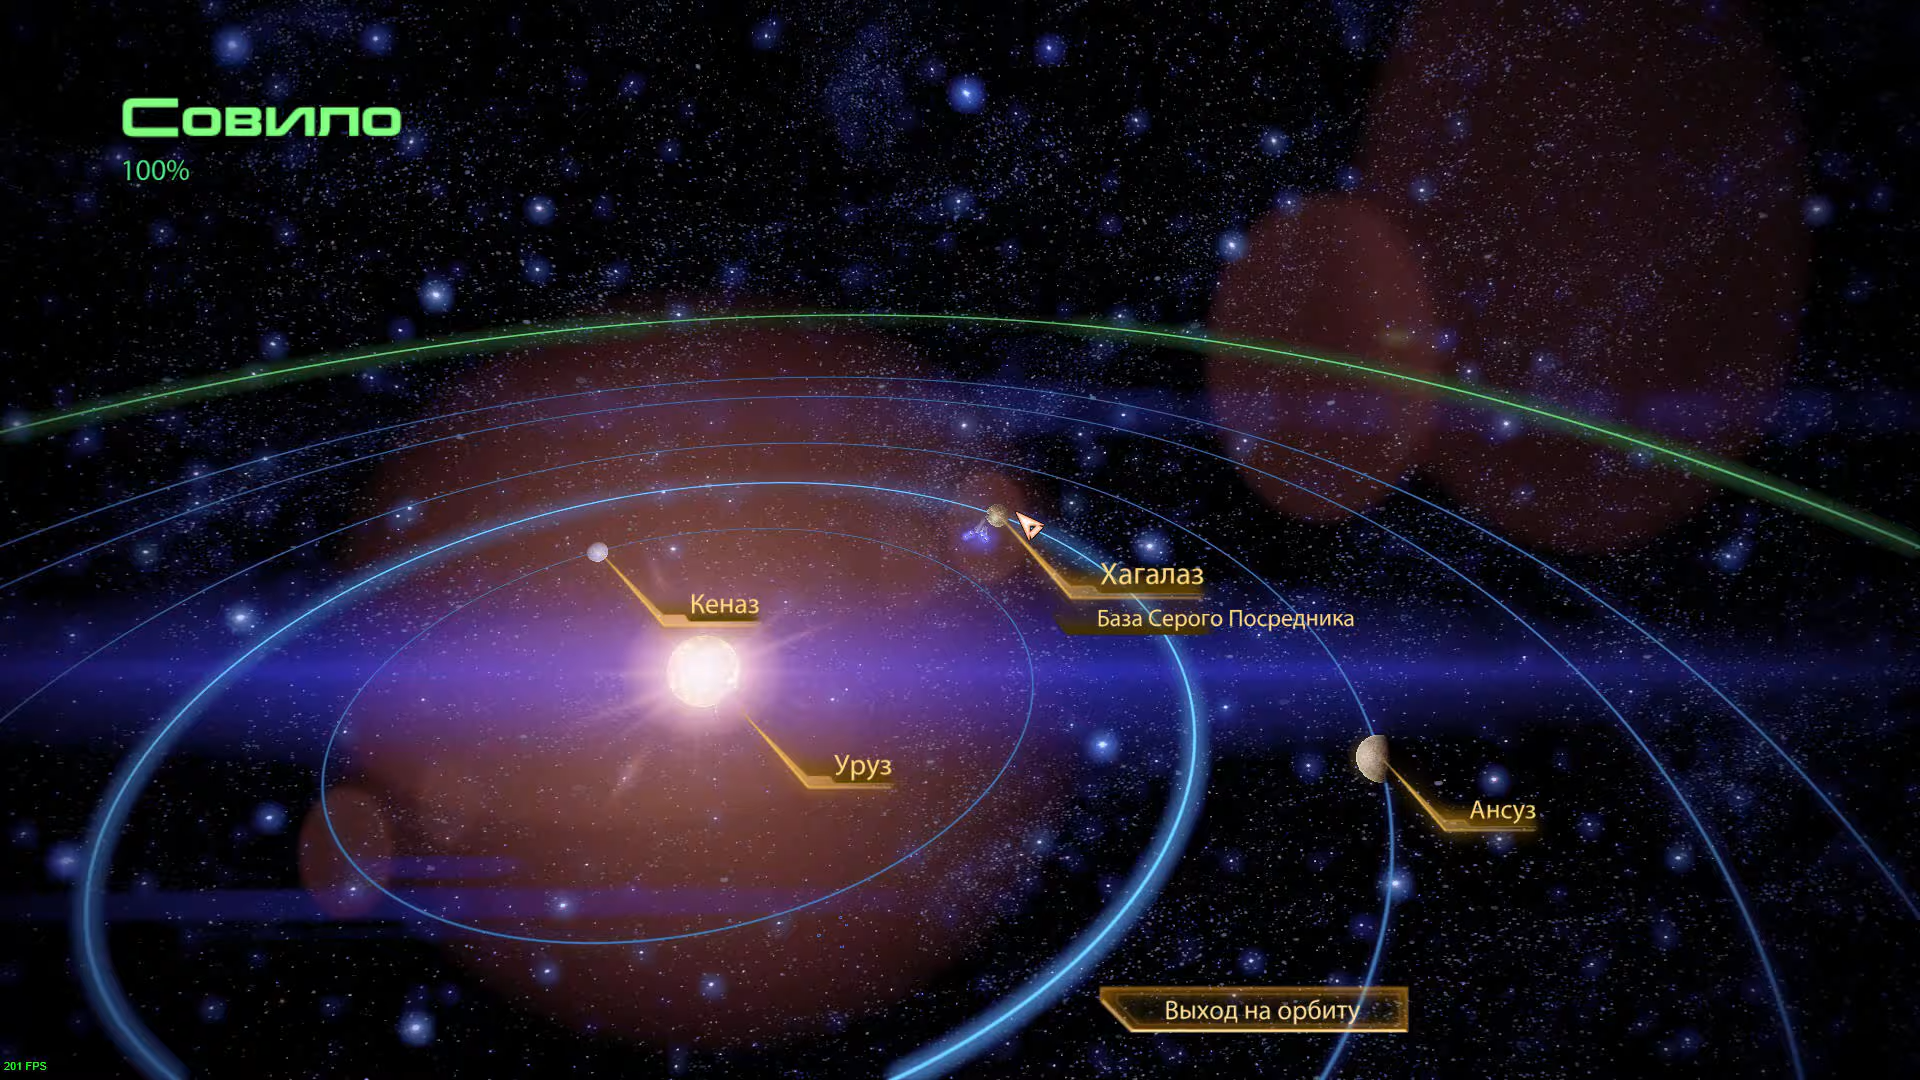 Совило
100%
Хагалаз
Кеназ
База Серого Посредника
Уруз
Ансуз
Выход на орбиту
201 FPS